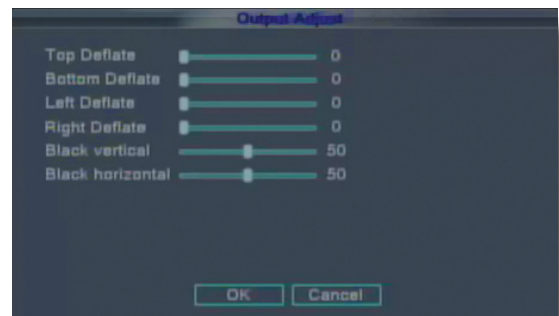 Output Adjust
Top Deflate 0
Bottom Deflate 0
Left Deflate 0
Right Deflate 0
Black vertical 50
Black horizontal 50
OK Cancel